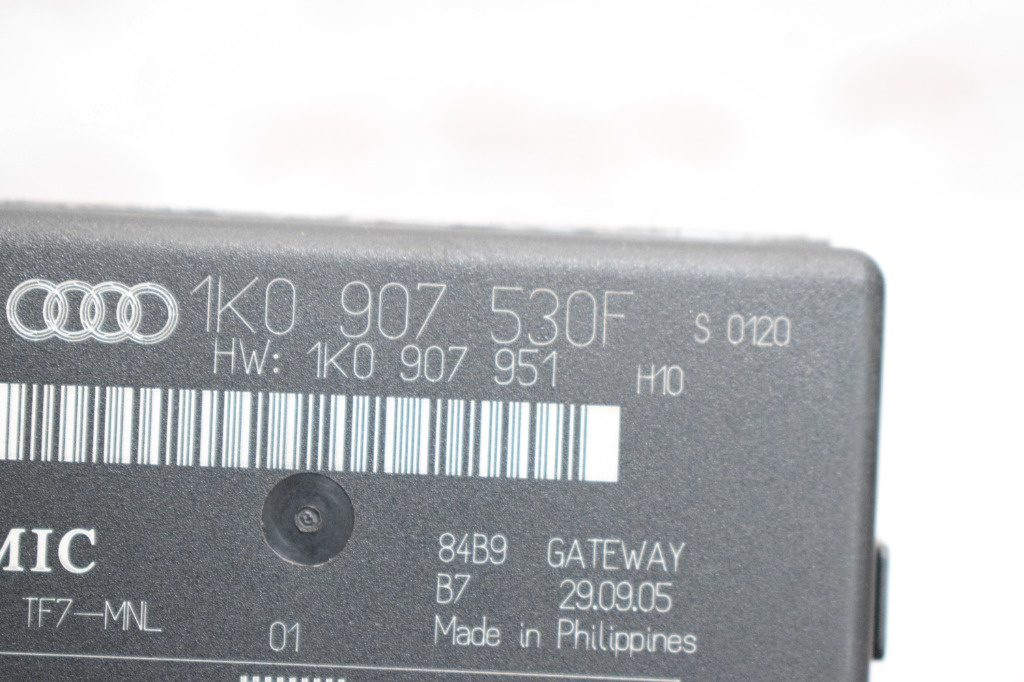 1K0 907 530F S 0120
HW: 1K0 907 951 H10
MIC
84B9 GATEWAY
B7 29.09.05
TF7-MNL
01
Made in Philippines